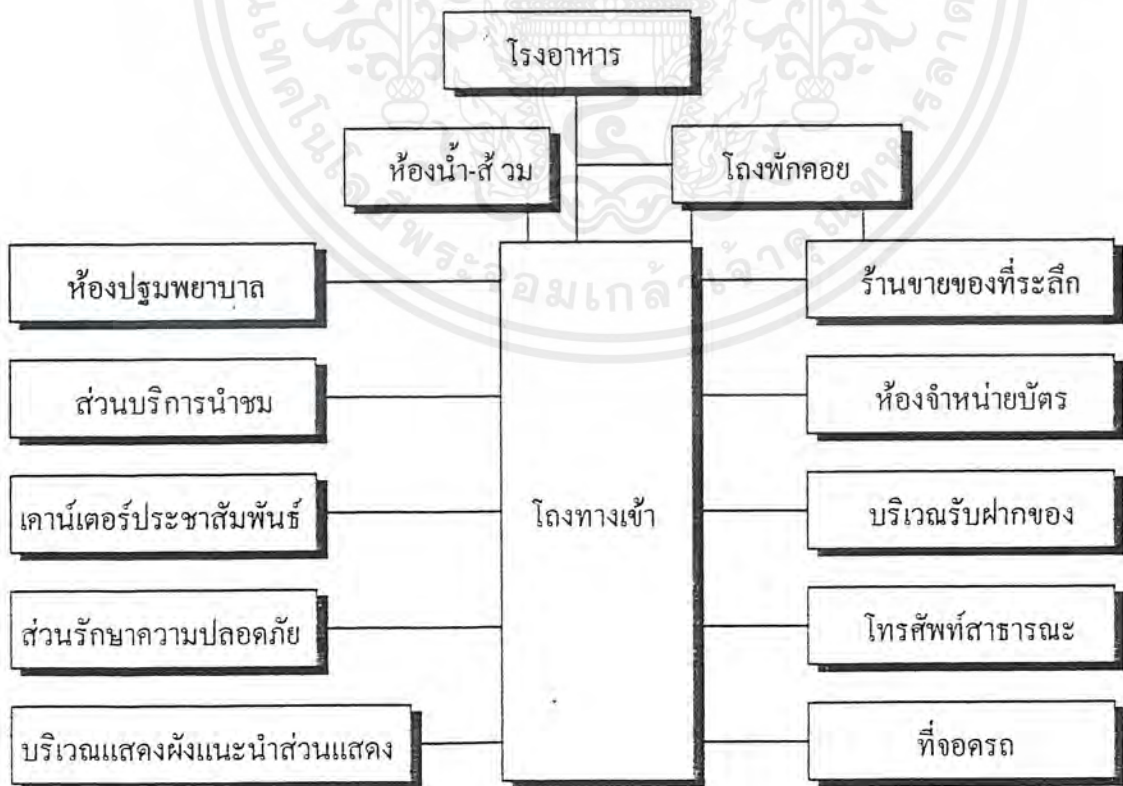 โรงอาหาร
ห้องน้ำ-ส้วม
โถงพักคอย
ห้องปฐมพยาบาล
ร้านขายของที่ระลึก
ส่วนบริการนำชม
ห้องจำหน่ายบัตร
เคาน์เตอร์ประชาสัมพันธ์
โถงทางเข้า
บริเวณรับฝากของ
ส่วนรักษาความปลอดภัย
โทรศัพท์สาธารณะ
บริเวณแสดงผังแนะนำส่วนแสดง
ที่จอดรถ